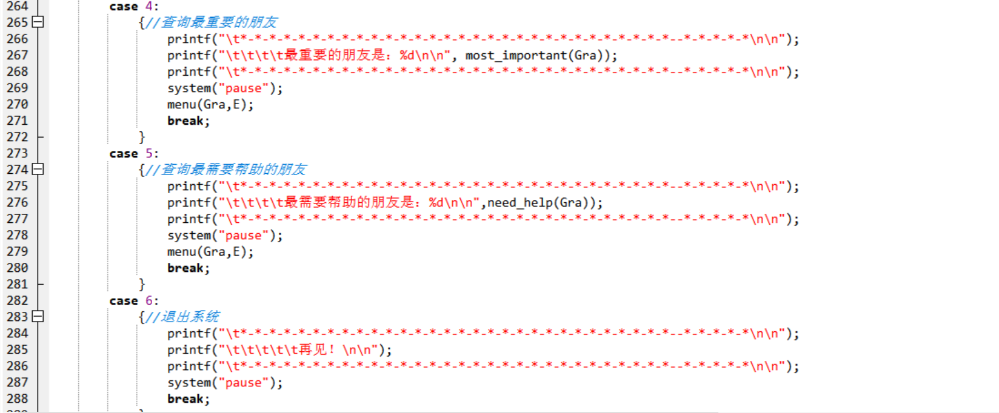 264 case 4:
265 {//查询最重要的朋友
266 printf("\t*-*-*-*-*-*-*-*-*-*-*-*-*-*-*-*-*-*-*-*-*-*-*-*-*-*-*-*-*-*--*-*-*-*-*\n\n");
267 printf("\t\t\t\t最重要的朋友是：%d\n\n", most_important(Gra));
268 printf("\t*-*-*-*-*-*-*-*-*-*-*-*-*-*-*-*-*-*-*-*-*-*-*-*-*-*-*-*-*-*--*-*-*-*-*\n\n");
269 system("pause");
270 menu(Gra,E);
271 break;
272 }
273 case 5:
274 {//查询最需要帮助的朋友
275 printf("\t*-*-*-*-*-*-*-*-*-*-*-*-*-*-*-*-*-*-*-*-*-*-*-*-*-*-*-*-*-*--*-*-*-*-*\n\n");
276 printf("\t\t\t\t最需要帮助的朋友是：%d\n\n",need_help(Gra));
277 printf("\t*-*-*-*-*-*-*-*-*-*-*-*-*-*-*-*-*-*-*-*-*-*-*-*-*-*-*-*-*-*--*-*-*-*-*\n\n");
278 system("pause");
279 menu(Gra,E);
280 break;
281 }
282 case 6:
283 {//退出系统
284 printf("\t*-*-*-*-*-*-*-*-*-*-*-*-*-*-*-*-*-*-*-*-*-*-*-*-*-*-*-*-*-*--*-*-*-*-*\n\n");
285 printf("\t\t\t\t\t再见！\n\n");
286 printf("\t*-*-*-*-*-*-*-*-*-*-*-*-*-*-*-*-*-*-*-*-*-*-*-*-*-*-*-*-*-*--*-*-*-*-*\n\n");
287 system("pause");
288 break;